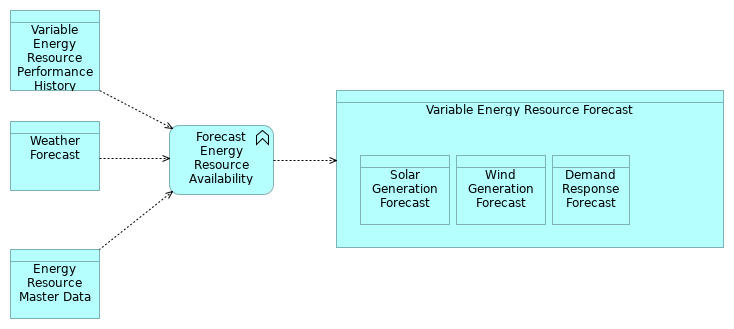 Variable
Energy
Resource
Performance
History
Weather
Forecast
Energy
Resource
Master Data
Forecast
Energy
Resource
Availability
Variable Energy Resource Forecast
Solar
Generation
Forecast
Wind
Generation
Forecast
Demand
Response
Forecast